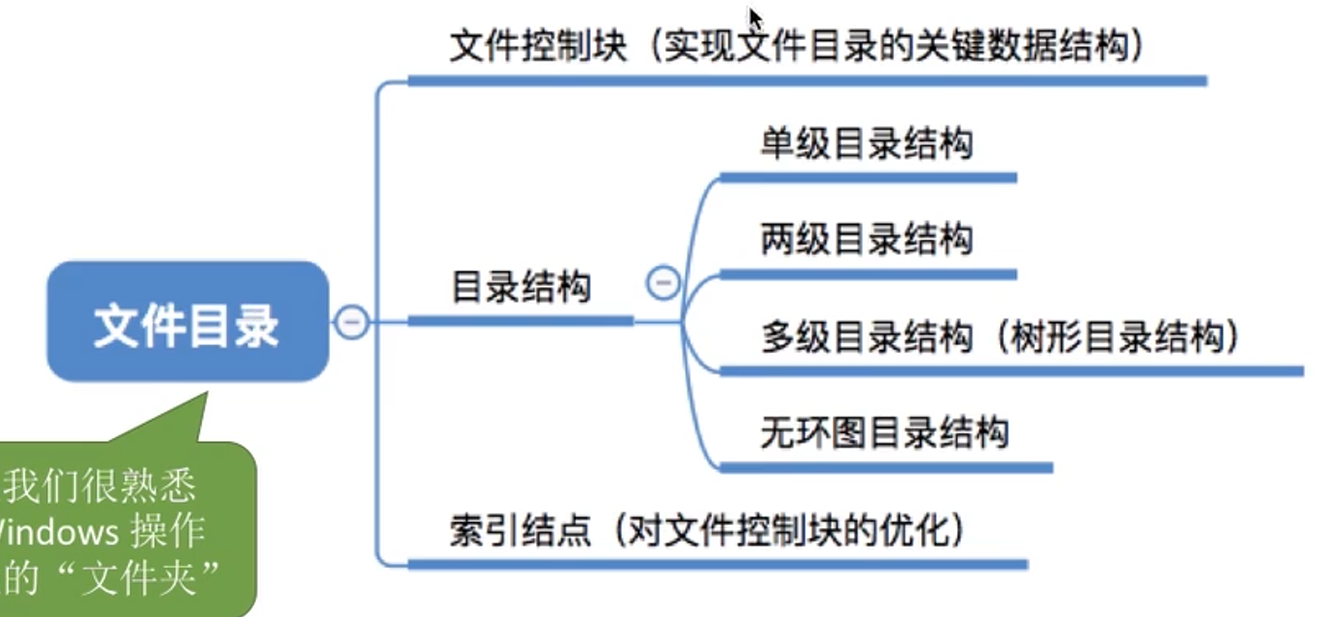 文件控制块（实现文件目录的关键数据结构）
单级目录结构
两级目录结构
目录结构
多级目录结构（树形目录结构）
文件目录
无环图目录结构
索引结点（对文件控制块的优化）
我们很熟悉
Windows 操作
的“文件夹”